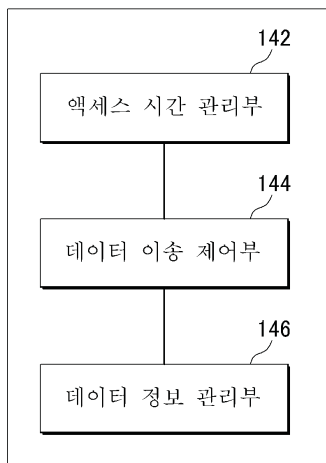 142
액세스 시간 관리부
144
데이터 이송 제어부
146
데이터 정보 관리부